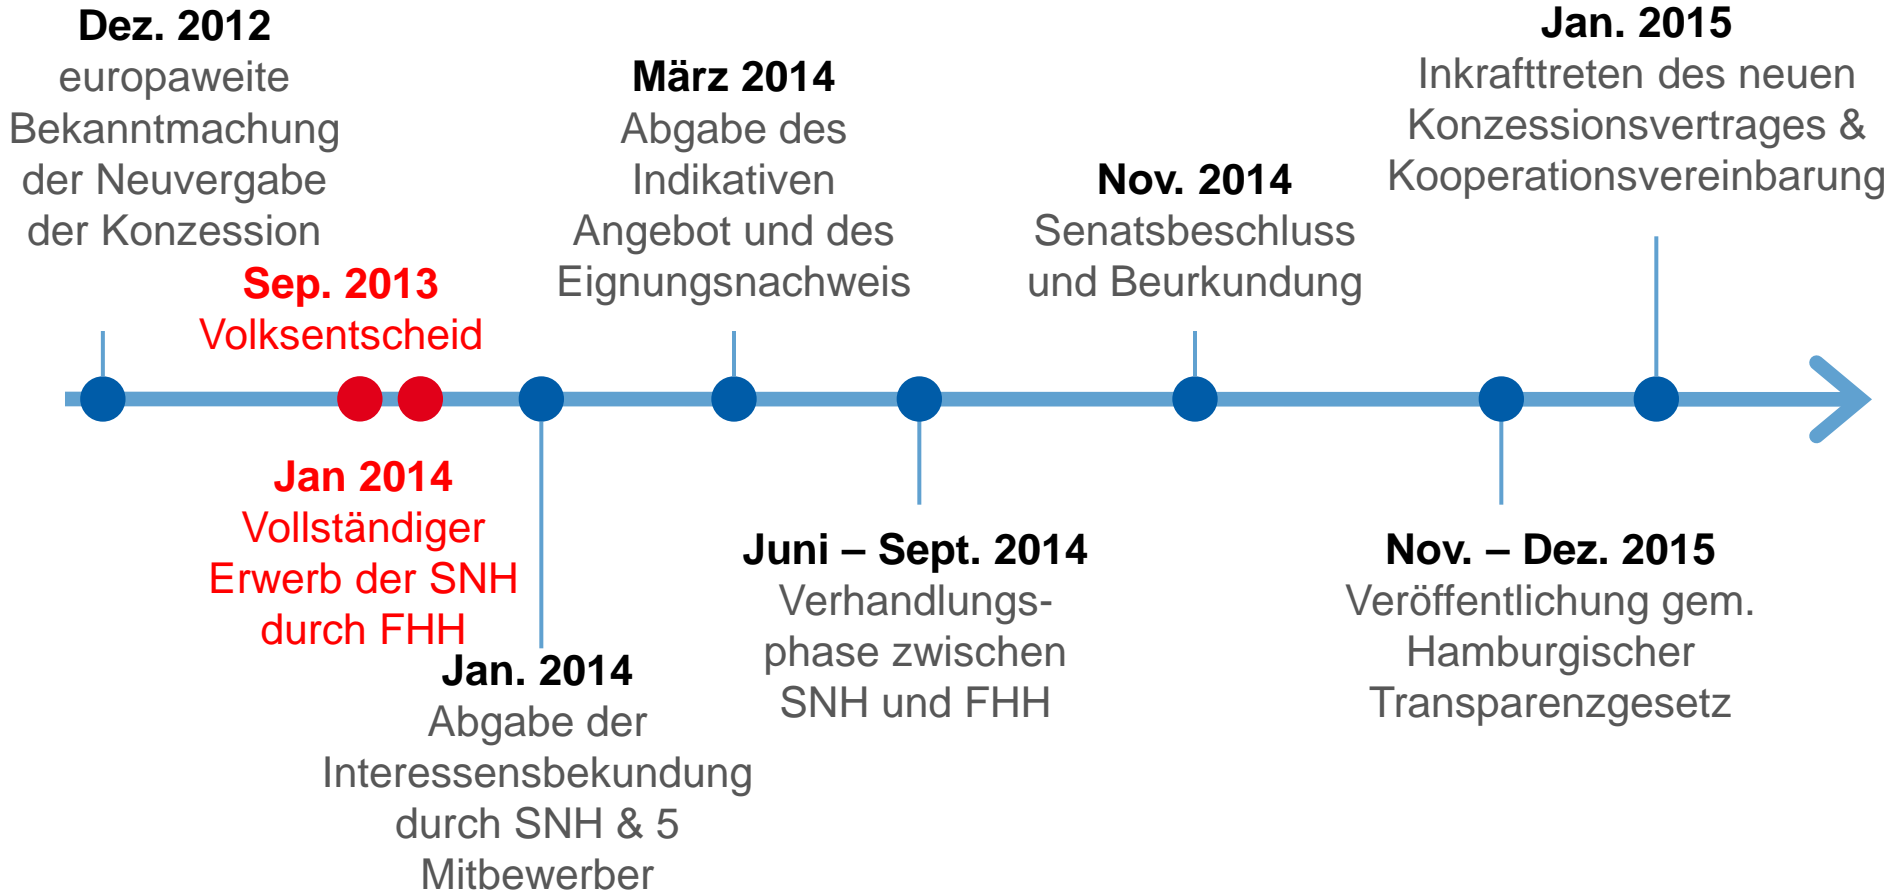 Dez. 2012
europaweite
Bekanntmachung
der Neuvergabe
der Konzession
Sep. 2013
Volksentscheid
Jan 2014
Vollständiger
Erwerb der SNH
durch FHH
Jan. 2014
Abgabe der
Interessensbekundung
durch SNH & 5
Mitbewerber
März 2014
Abgabe des
Indikativen
Angebot und des
Eignungsnachweis
Juni – Sept. 2014
Verhandlungs-
phase zwischen
SNH und FHH
Nov. 2014
Senatsbeschluss
und Beurkundung
Nov. – Dez. 2015
Veröffentlichung gem.
Hamburgischer
Transparenzgesetz
Jan. 2015
Inkrafttreten des neuen
Konzessionsvertrages &
Kooperationsvereinbarung